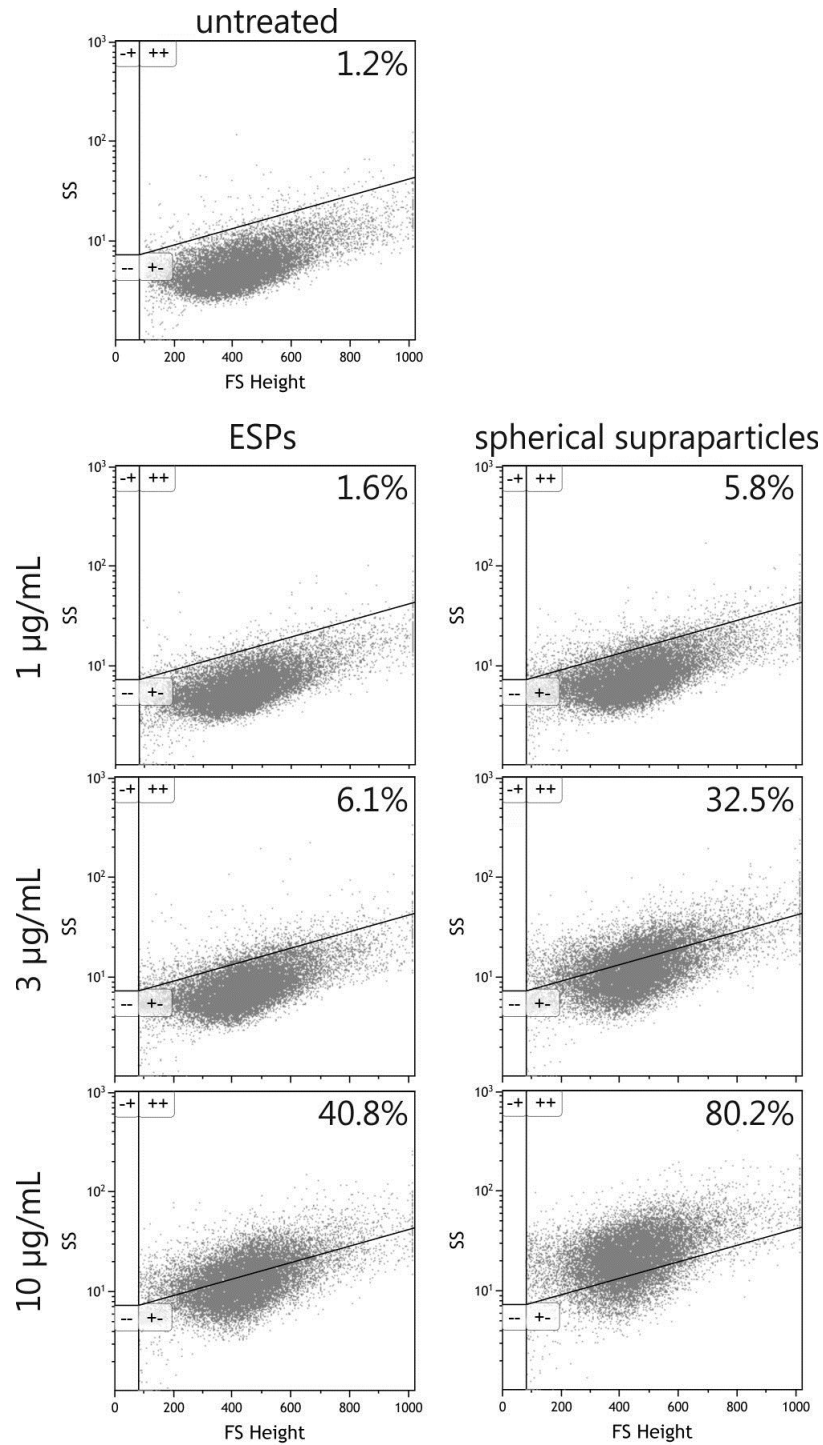 untreated
-+ ++
1.2%
10³
10²
10¹
SS
-- +-
0 200 400 600 800 1000
FS Height
ESPs
spherical supraparticles
1 µg/mL
-+ ++
1.6%
10³
10²
10¹
SS
-- +-
-+ ++
5.8%
10³
10²
10¹
SS
-- +-
3 µg/mL
-+ ++
6.1%
10³
10²
10¹
SS
-- +-
-+ ++
32.5%
10³
10²
10¹
SS
-- +-
10 µg/mL
-+ ++
40.8%
10³
10²
10¹
SS
-- +-
0 200 400 600 800 1000
FS Height
-+ ++
80.2%
10³
10²
10¹
SS
-- +-
0 200 400 600 800 1000
FS Height